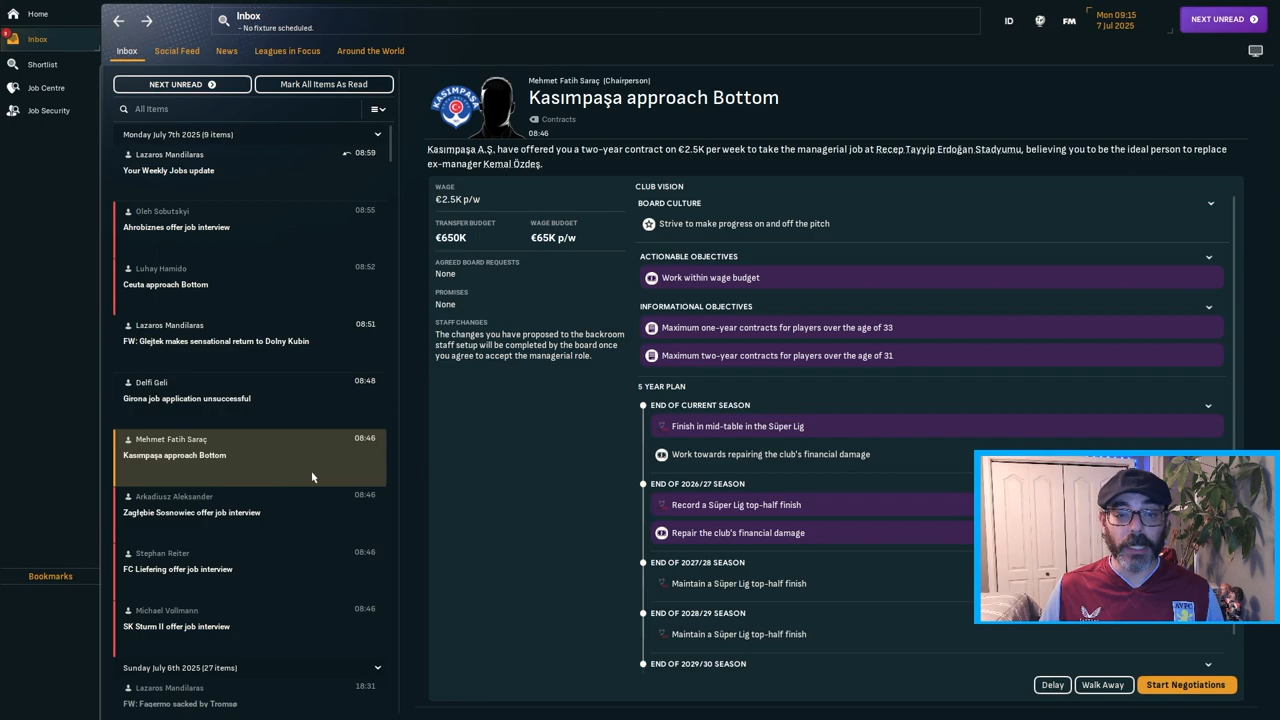 Home
Inbox
3
Shortlist
Job Centre
Job Security
Bookmarks
Inbox
- No fixture scheduled.
ID
FM
Mon 09:15
7 Jul 2025
NEXT UNREAD
Inbox
Social Feed
News
Leagues in Focus
Around the World
NEXT UNREAD
Mark All Items As Read
All Items
Monday July 7th 2025 (9 items)
Lazaros Mandilaras 08:59
Your Weekly Jobs update
Oleh Sobutskyi 08:55
Ahrobiznes offer job interview
Luhay Hamido 08:52
Ceuta approach Bottom
Lazaros Mandilaras 08:51
FW: Glejtek makes sensational return to Dolny Kubin
Delfi Geli 08:48
Girona job application unsuccessful
Mehmet Fatih Saraç 08:46
Kasımpaşa approach Bottom
Arkadiusz Aleksander 08:46
Zagłębie Sosnowiec offer job interview
Stephan Reiter 08:46
FC Liefering offer job interview
Michael Vollmann 08:46
SK Sturm II offer job interview
Sunday July 6th 2025 (27 items)
Lazaros Mandilaras 18:31
FW: Fagermo sacked by Tromsø
KASIMPAŞA
Mehmet Fatih Saraç (Chairperson)
Kasımpaşa approach Bottom
Contracts
08:46
Kasımpaşa A.Ş. have offered you a two-year contract on €2.5K per week to take the managerial job at Recep Tayyip Erdoğan Stadyumu, believing you to be the ideal person to replace
ex-manager Kemal Özdeş.
WAGE
€2.5K p/w
TRANSFER BUDGET WAGE BUDGET
€650K €65K p/w
AGREED BOARD REQUESTS
None
PROMISES
None
STAFF CHANGES
The changes you have proposed to the backroom
staff setup will be completed by the board once
you agree to accept the managerial role.
CLUB VISION
BOARD CULTURE
Strive to make progress on and off the pitch
ACTIONABLE OBJECTIVES
Work within wage budget
INFORMATIONAL OBJECTIVES
Maximum one-year contracts for players over the age of 33
Maximum two-year contracts for players over the age of 31
5 YEAR PLAN
END OF CURRENT SEASON
Finish in mid-table in the Süper Lig
Work towards repairing the club's financial damage
END OF 2026/27 SEASON
Record a Süper Lig top-half finish
Repair the club's financial damage
END OF 2027/28 SEASON
Maintain a Süper Lig top-half finish
END OF 2028/29 SEASON
Maintain a Süper Lig top-half finish
END OF 2029/30 SEASON
Delay
Walk Away
Start Negotiations
AVFC